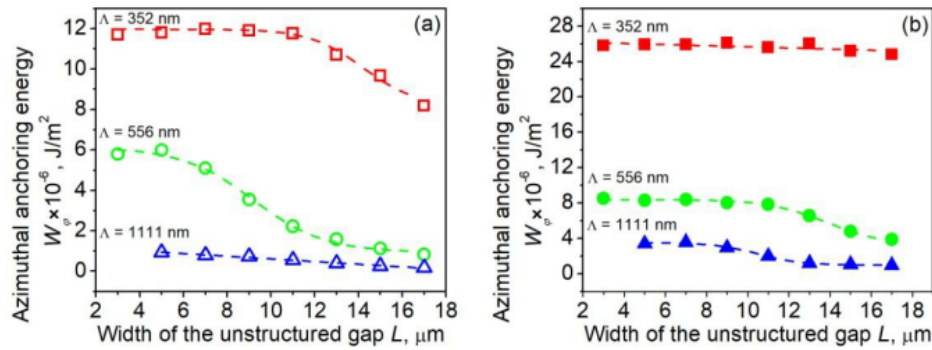 (a)
Λ = 352 nm
Λ = 556 nm
Λ = 1111 nm
Azimuthal anchoring energy
Wφ×10⁻⁶, J/m²
12
10
8
6
4
2
0
2 4 6 8 10 12 14 16 18
Width of the unstructured gap L, μm
(b)
Λ = 352 nm
Λ = 556 nm
Λ = 1111 nm
Azimuthal anchoring energy
Wφ×10⁻⁶, J/m²
28
24
20
16
12
8
4
0
2 4 6 8 10 12 14 16 18
Width of the unstructured gap L, μm